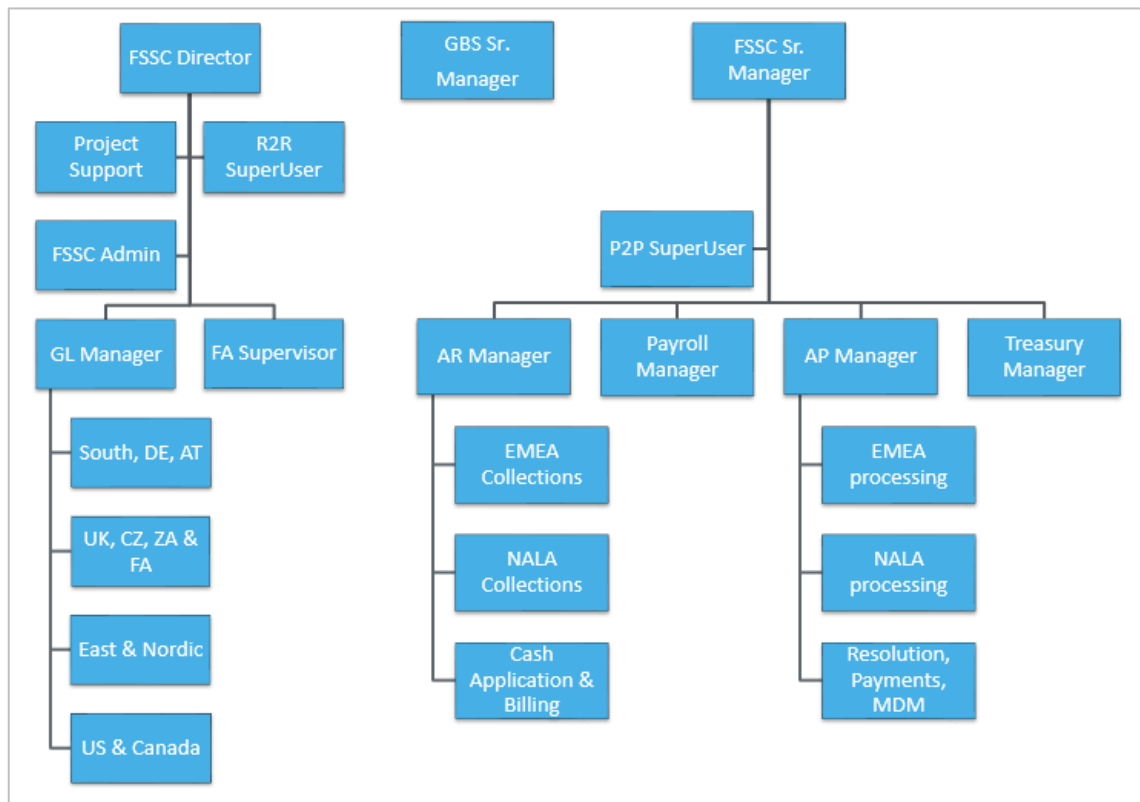 FSSC Director
GBS Sr.
Manager
FSSC Sr.
Manager
Project
Support
R2R
SuperUser
FSSC Admin
P2P SuperUser
GL Manager
FA Supervisor
AR Manager
Payroll
Manager
AP Manager
Treasury
Manager
South, DE, AT
UK, CZ, ZA &
FA
East & Nordic
US & Canada
EMEA
Collections
NALA
Collections
Cash
Application &
Billing
EMEA
processing
NALA
processing
Resolution,
Payments,
MDM